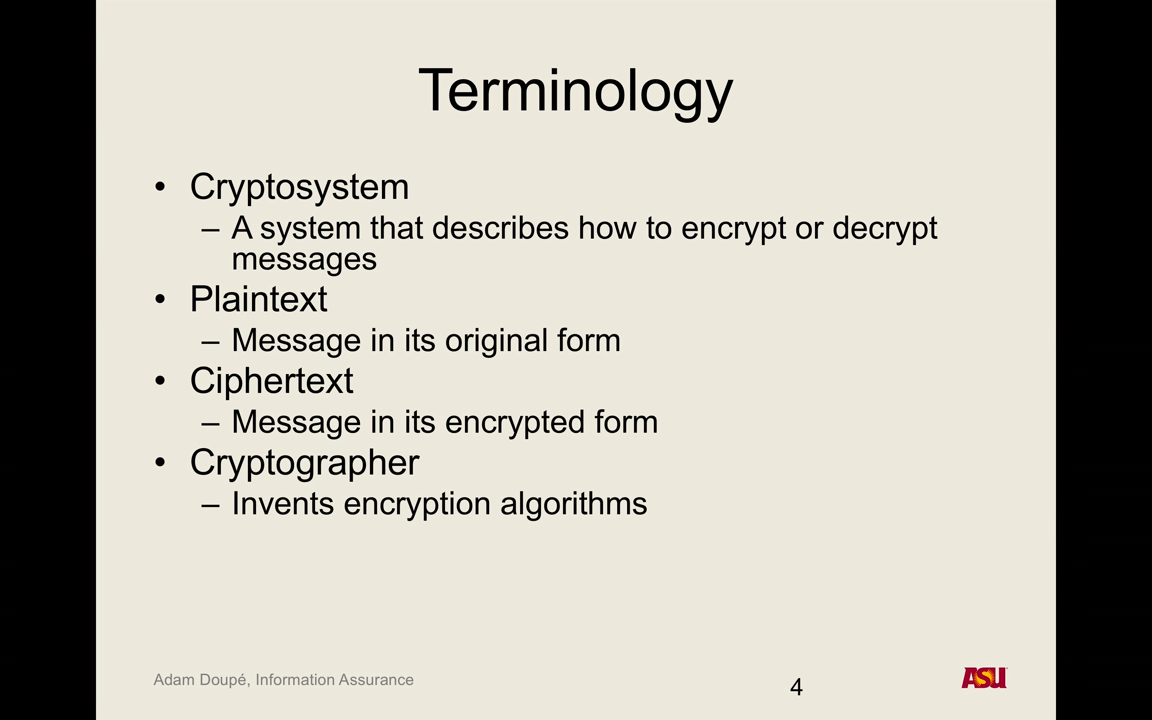 Terminology
• Cryptosystem
– A system that describes how to encrypt or decrypt
messages
• Plaintext
– Message in its original form
• Ciphertext
– Message in its encrypted form
• Cryptographer
– Invents encryption algorithms
Adam Doupé, Information Assurance
4
ASU